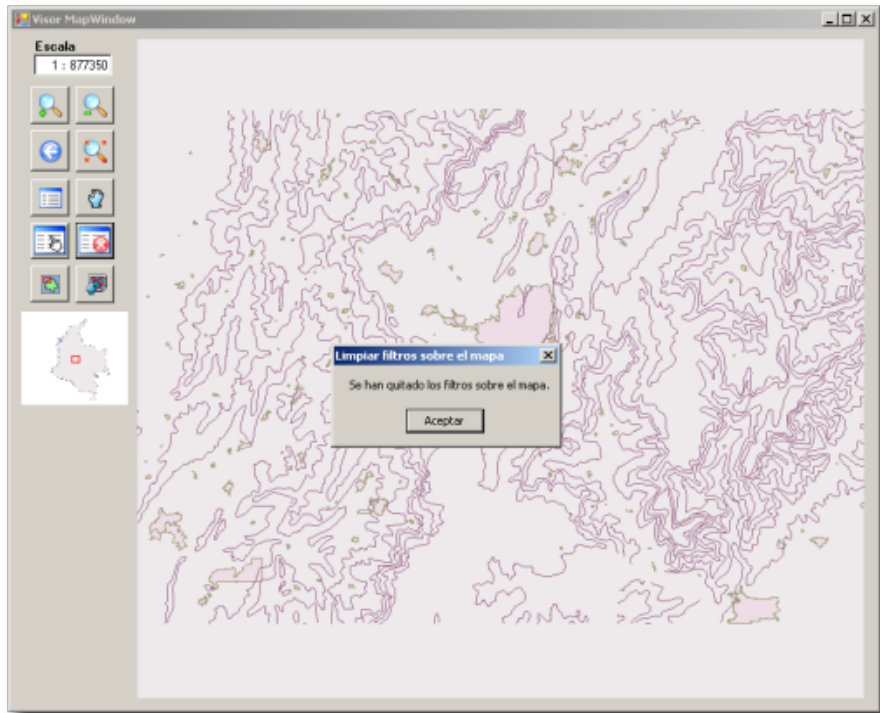 Visor MapWindow
Escala
1 : 877350
Limpiar filtros sobre el mapa
Se han quitado los filtros sobre el mapa.
Aceptar